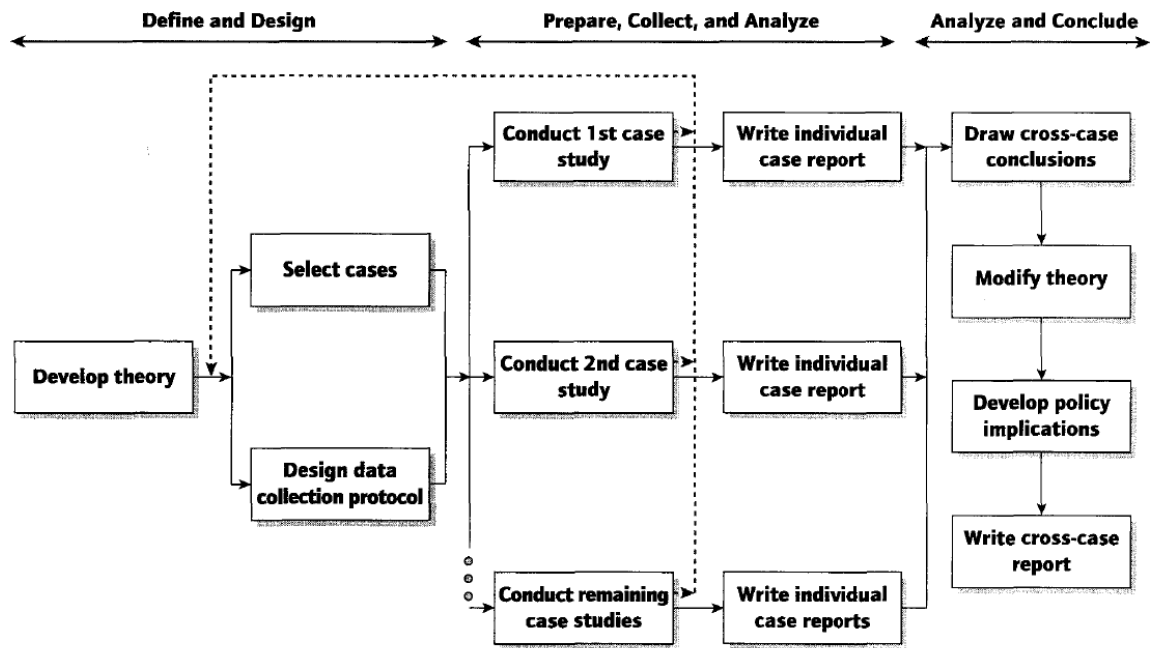 Define and Design
Prepare, Collect, and Analyze
Analyze and Conclude
Conduct 1st case
study
Write individual
case report
Draw cross-case
conclusions
Select cases
Modify theory
Develop theory
Conduct 2nd case
study
Write individual
case report
Develop policy
implications
Design data
collection protocol
Write cross-case
report
Conduct remaining
case studies
Write individual
case reports